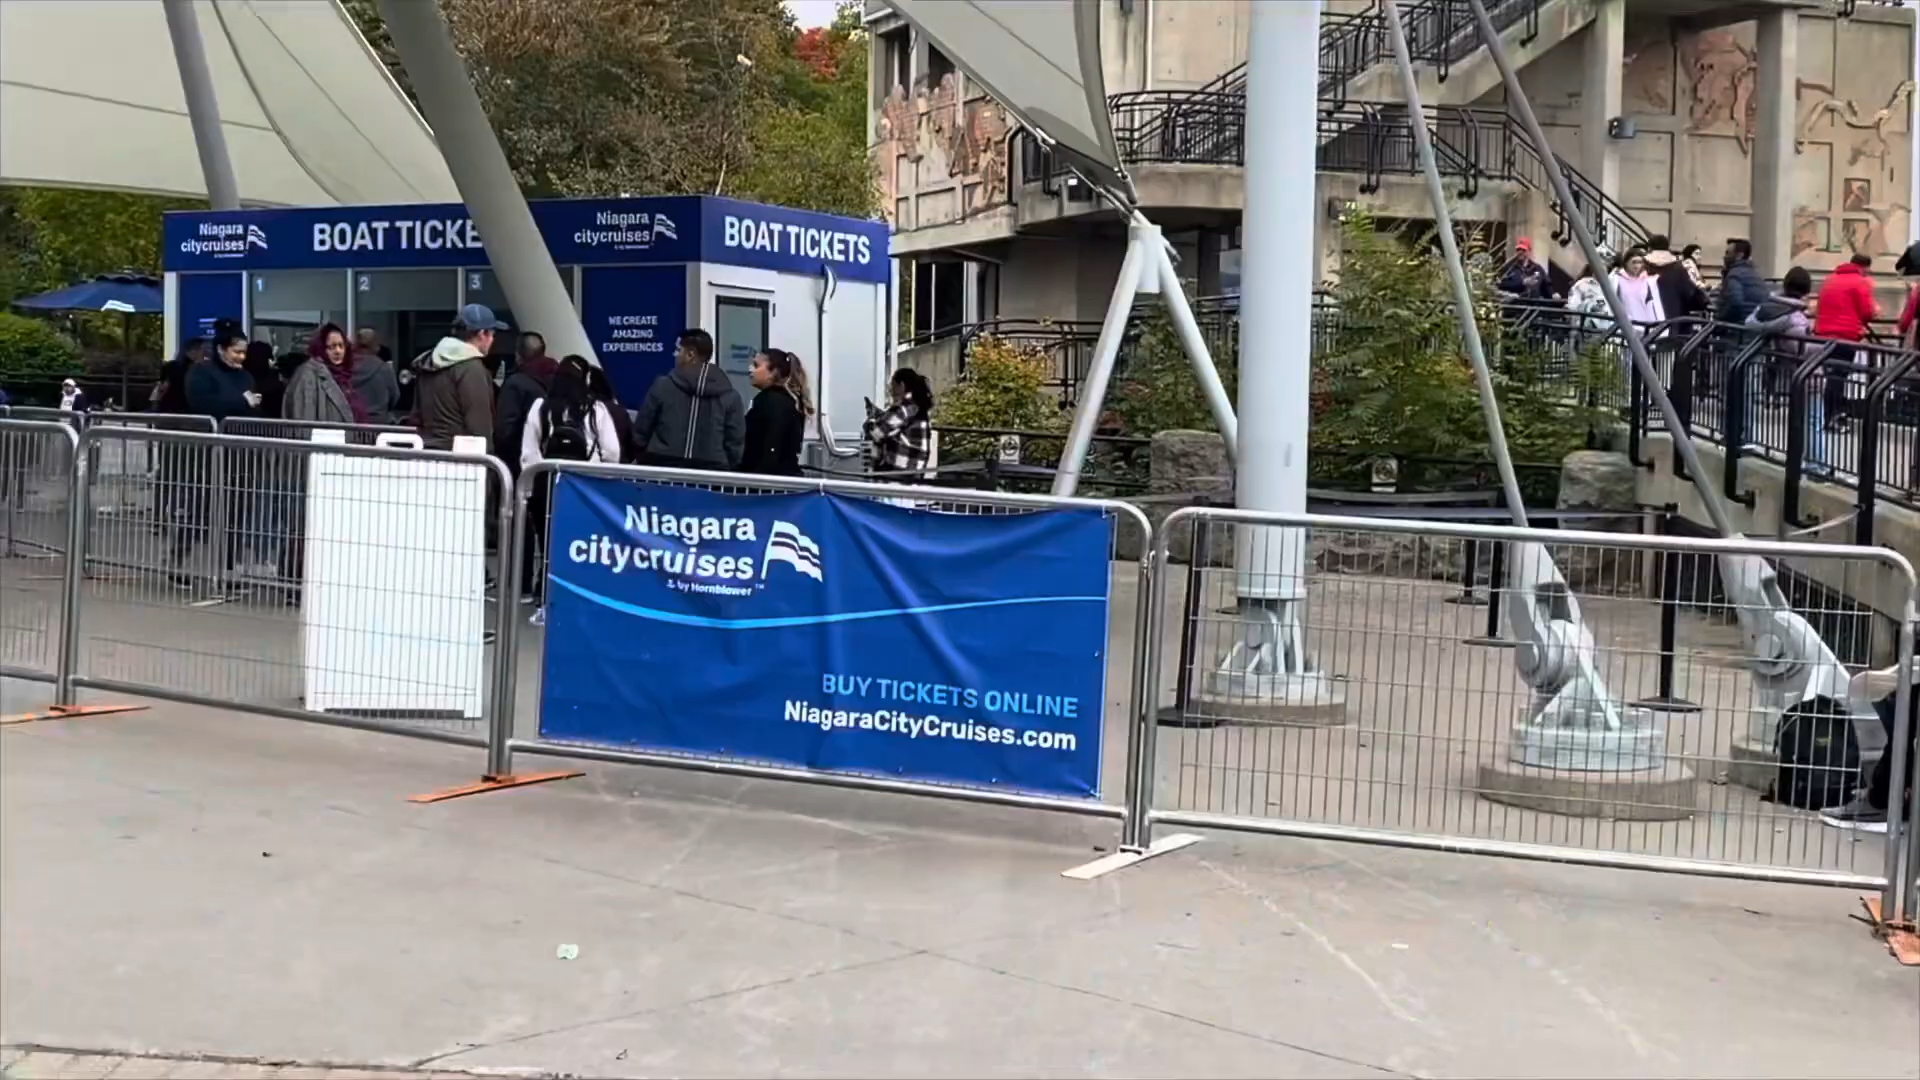 Niagara
citycruises
BOAT TICKE
Niagara
citycruises
BOAT TICKETS
1
2
3
WE CREATE
AMAZING
EXPERIENCES
Niagara
citycruises
by Hornblower™
BUY TICKETS ONLINE
NiagaraCityCruises.com